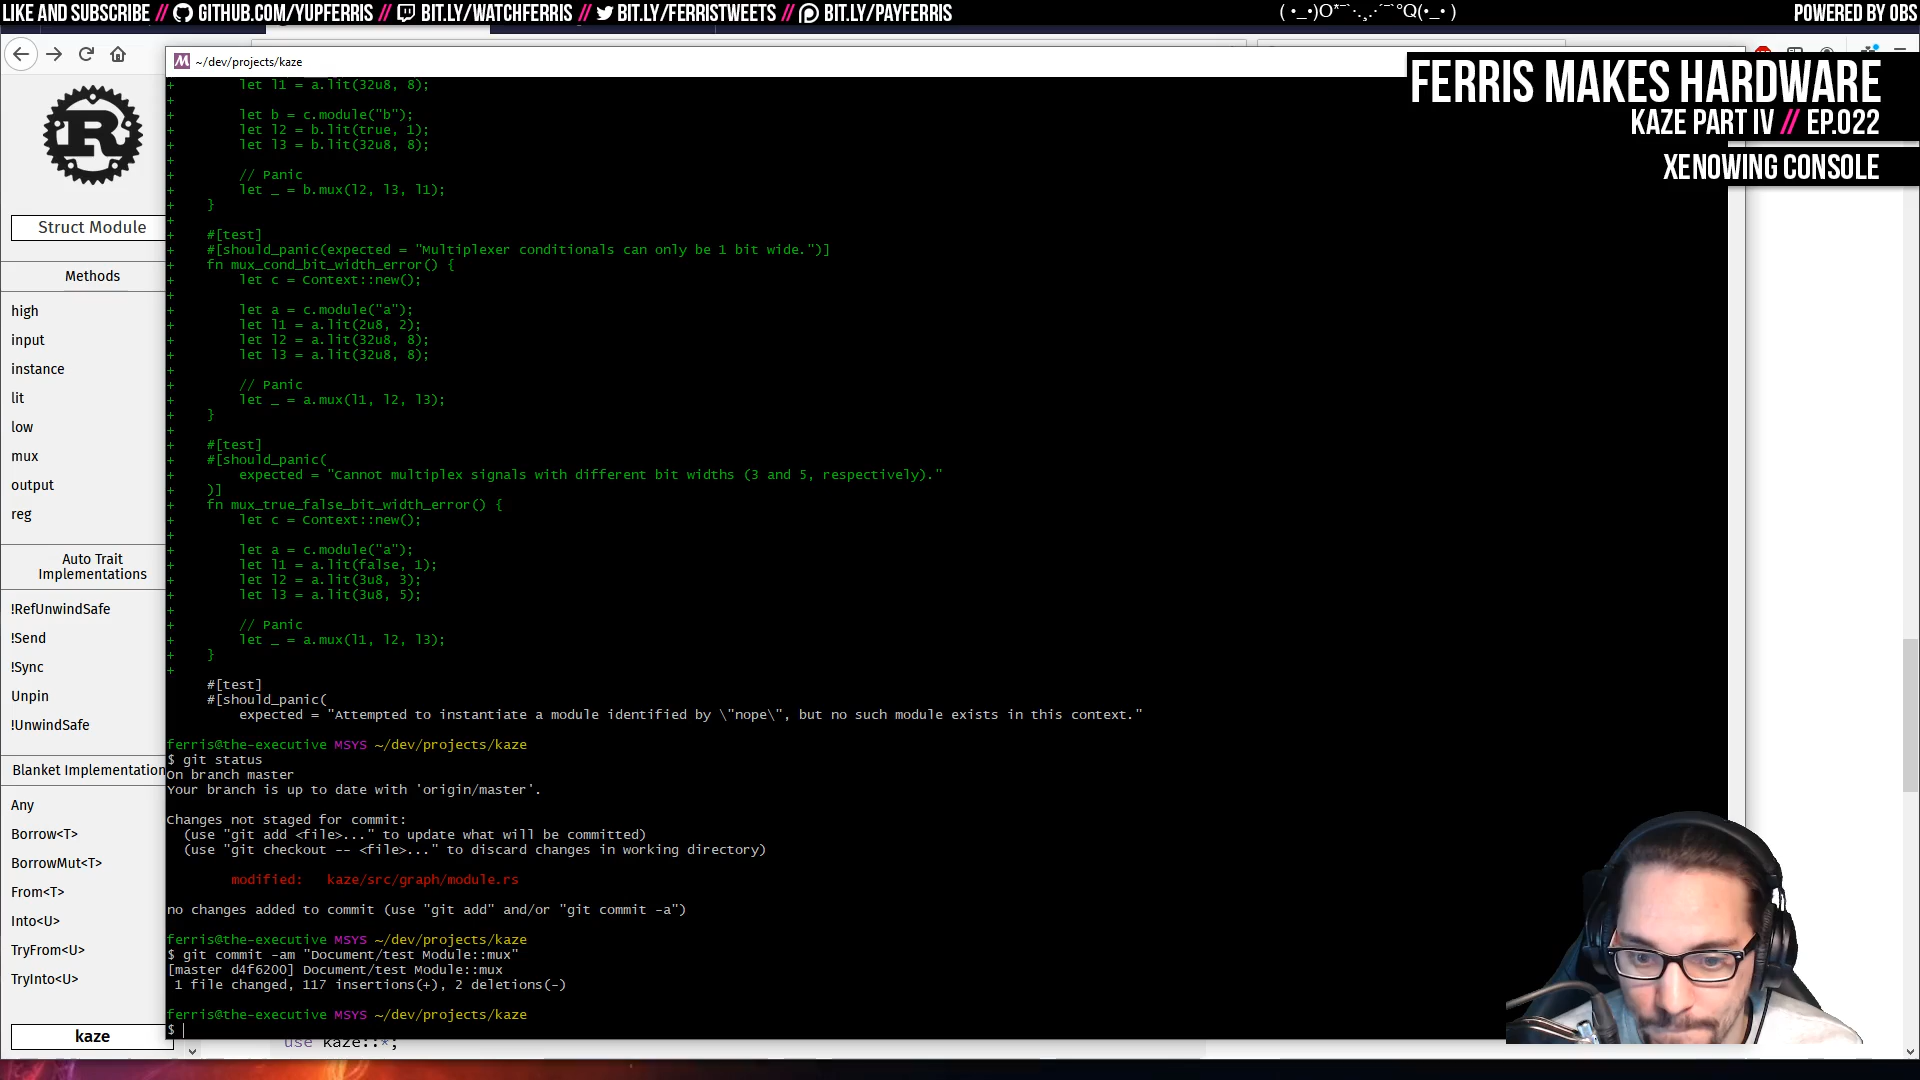 LIKE AND SUBSCRIBE // GITHUB.COM/YUPFERRIS // BIT.LY/WATCHFERRIS // BIT.LY/FERRISTWEETS // BIT.LY/PAYFERRIS
POWERED BY OBS
~/dev/projects/kaze
FERRIS MAKES HARDWARE
KAZE PART IV // EP.022
XENOWING CONSOLE
R
Struct Module
Methods
high
input
instance
lit
low
mux
output
reg
Auto Trait
Implementations
!RefUnwindSafe
!Send
!Sync
Unpin
!UnwindSafe
Blanket Implementation
Any
Borrow<T>
BorrowMut<T>
From<T>
Into<U>
TryFrom<U>
TryInto<U>
kaze
+        let l1 = a.lit(32u8, 8);
+
+        let b = c.module("b");
+        let l2 = b.lit(true, 1);
+        let l3 = b.lit(32u8, 8);
+
+        // Panic
+        let _ = b.mux(l2, l3, l1);
+    }
+
+    #[test]
+    #[should_panic(expected = "Multiplexer conditionals can only be 1 bit wide.")]
+    fn mux_cond_bit_width_error() {
+        let c = Context::new();
+
+        let a = c.module("a");
+        let l1 = a.lit(2u8, 2);
+        let l2 = a.lit(32u8, 8);
+        let l3 = a.lit(32u8, 8);
+
+        // Panic
+        let _ = a.mux(l1, l2, l3);
+    }
+
+    #[test]
+    #[should_panic(
+        expected = "Cannot multiplex signals with different bit widths (3 and 5, respectively)."
+    )]
+    fn mux_true_false_bit_width_error() {
+        let c = Context::new();
+
+        let a = c.module("a");
+        let l1 = a.lit(false, 1);
+        let l2 = a.lit(3u8, 3);
+        let l3 = a.lit(3u8, 5);
+
+        // Panic
+        let _ = a.mux(l1, l2, l3);
+    }
+
     #[test]
     #[should_panic(
         expected = "Attempted to instantiate a module identified by \"nope\", but no such module exists in this context."
ferris@the-executive MSYS ~/dev/projects/kaze
$ git status
On branch master
Your branch is up to date with 'origin/master'.
Changes not staged for commit:
  (use "git add <file>..." to update what will be committed)
  (use "git checkout -- <file>..." to discard changes in working directory)
        modified:   kaze/src/graph/module.rs
no changes added to commit (use "git add" and/or "git commit -a")
ferris@the-executive MSYS ~/dev/projects/kaze
$ git commit -am "Document/test Module::mux"
[master d4f6200] Document/test Module::mux
 1 file changed, 117 insertions(+), 2 deletions(-)
ferris@the-executive MSYS ~/dev/projects/kaze
$
use kaze::*;